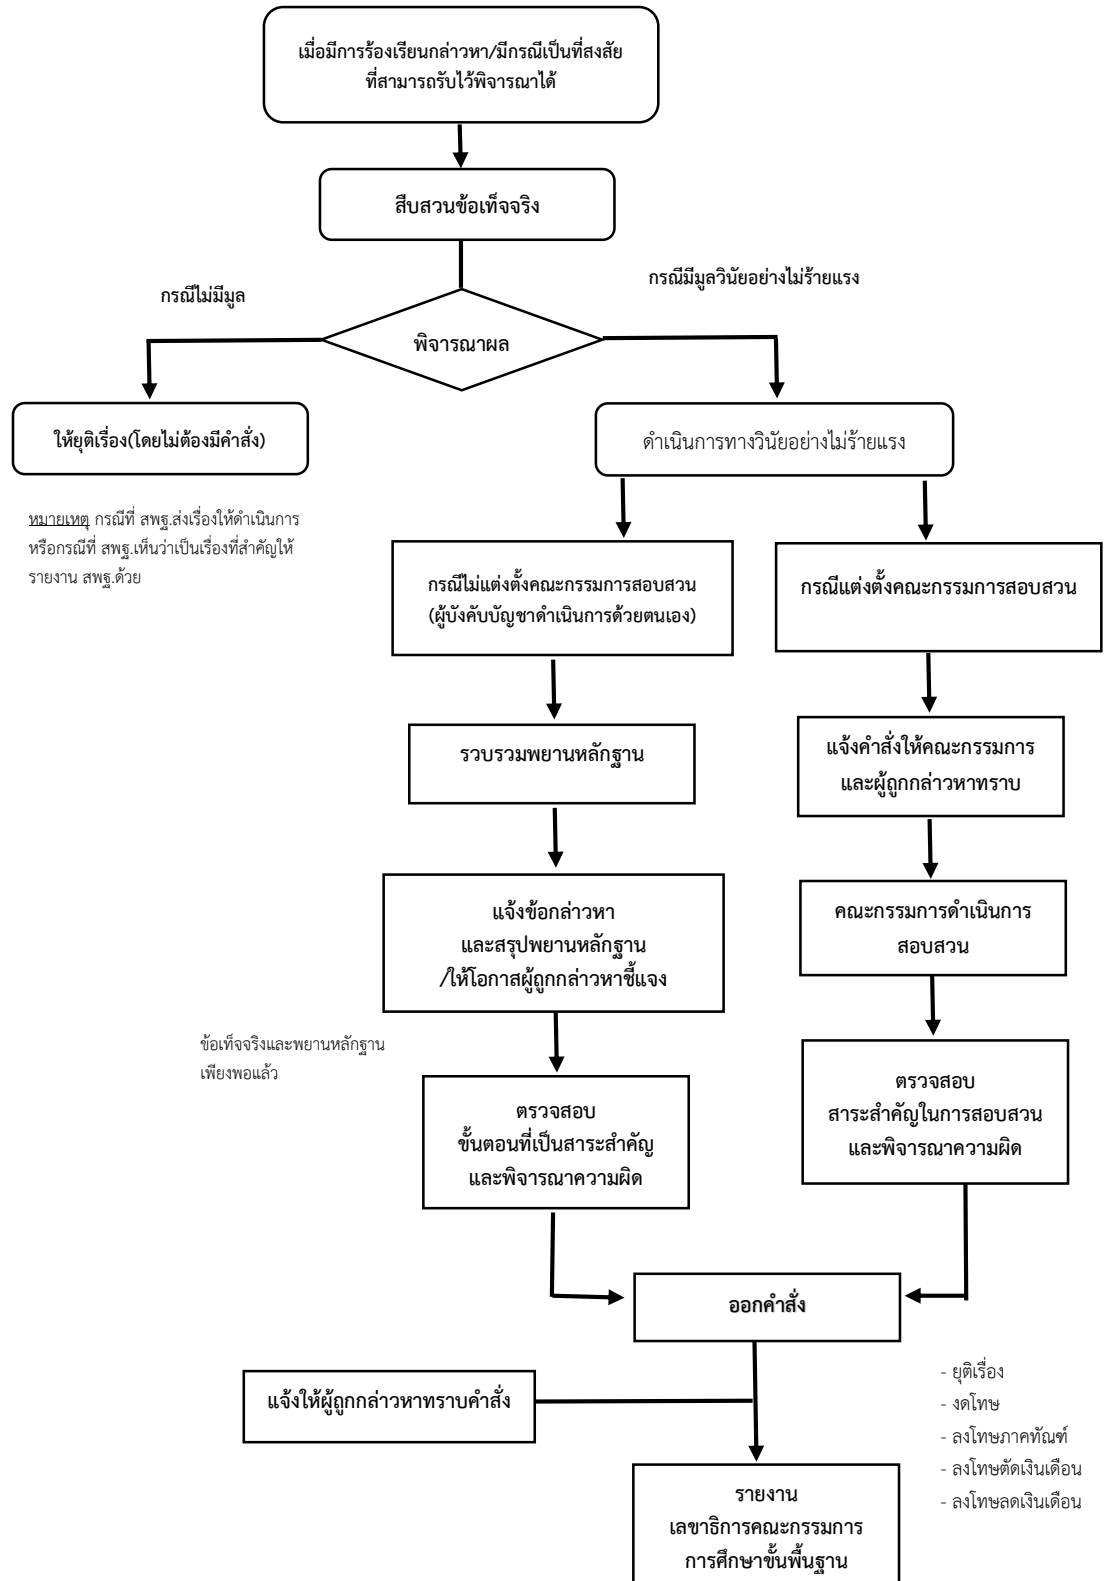 เมื่อมีการร้องเรียนกล่าวหา/มีกรณีเป็นที่สงสัย
ที่สามารถรับไว้พิจารณาได้
สืบสวนข้อเท็จจริง
กรณีไม่มีมูล
กรณีมีมูลวินัยอย่างไม่ร้ายแรง
พิจารณาผล
ให้ยุติเรื่อง(โดยไม่ต้องมีคำสั่ง)
ดำเนินการทางวินัยอย่างไม่ร้ายแรง
หมายเหตุ กรณีที่ สพฐ.ส่งเรื่องให้ดำเนินการ
หรือกรณีที่ สพฐ.เห็นว่าเป็นเรื่องที่สำคัญให้
รายงาน สพฐ.ด้วย
กรณีไม่แต่งตั้งคณะกรรมการสอบสวน
(ผู้บังคับบัญชาดำเนินการด้วยตนเอง)
กรณีแต่งตั้งคณะกรรมการสอบสวน
รวบรวมพยานหลักฐาน
แจ้งคำสั่งให้คณะกรรมการ
และผู้ถูกกล่าวหาทราบ
แจ้งข้อกล่าวหา
และสรุปพยานหลักฐาน
/ให้โอกาสผู้ถูกกล่าวหาชี้แจง
คณะกรรมการดำเนินการ
สอบสวน
ข้อเท็จจริงและพยานหลักฐาน
เพียงพอแล้ว
ตรวจสอบ
ขั้นตอนที่เป็นสาระสำคัญ
และพิจารณาความผิด
ตรวจสอบ
สาระสำคัญในการสอบสวน
และพิจารณาความผิด
ออกคำสั่ง
แจ้งให้ผู้ถูกกล่าวหาทราบคำสั่ง
- ยุติเรื่อง
- งดโทษ
- ลงโทษภาคทัณฑ์
- ลงโทษตัดเงินเดือน
- ลงโทษลดเงินเดือน
รายงาน
เลขาธิการคณะกรรมการ
การศึกษาขั้นพื้นฐาน